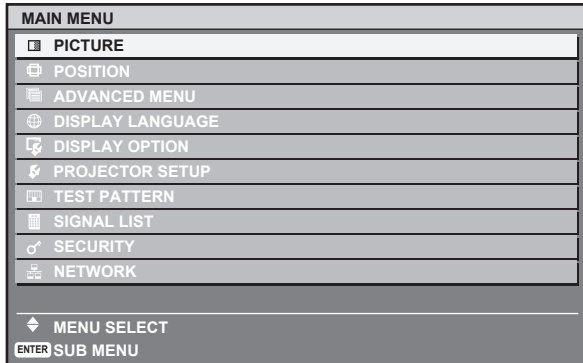 MAIN MENU
PICTURE
POSITION
ADVANCED MENU
DISPLAY LANGUAGE
DISPLAY OPTION
PROJECTOR SETUP
TEST PATTERN
SIGNAL LIST
SECURITY
NETWORK
MENU SELECT
ENTER SUB MENU